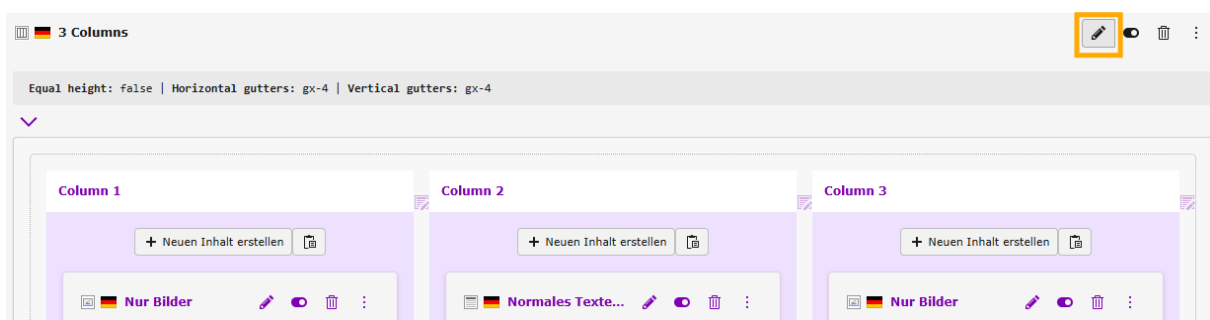 3 Columns
Equal height: false | Horizontal gutters: gx-4 | Vertical gutters: gx-4
Column 1
Column 2
Column 3
+ Neuen Inhalt erstellen
+ Neuen Inhalt erstellen
+ Neuen Inhalt erstellen
Nur Bilder
Normales Texte...
Nur Bilder